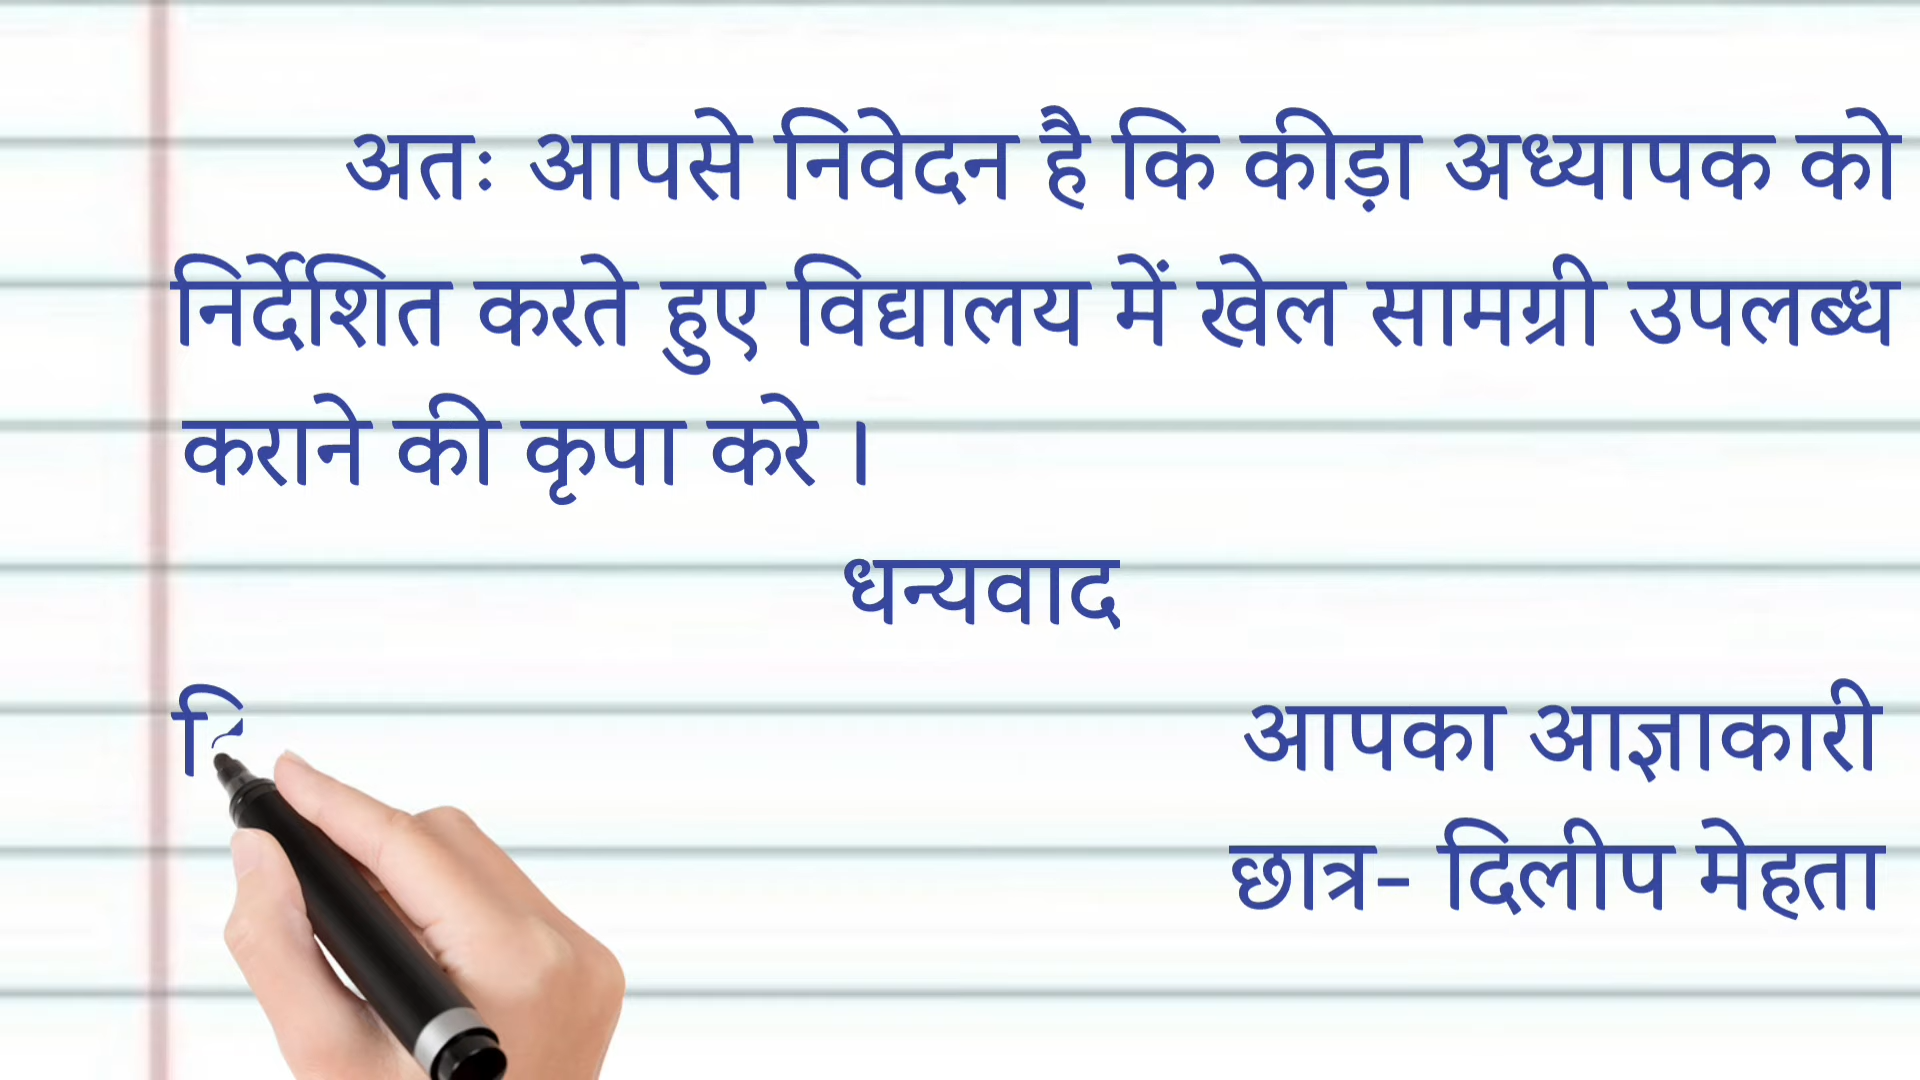 अतः आपसे निवेदन है कि कीड़ा अध्यापक को
निर्देशित करते हुए विद्यालय में खेल सामग्री उपलब्ध
कराने की कृपा करे ।
धन्यवाद
आपका आज्ञाकारी
छात्र- दिलीप मेहता